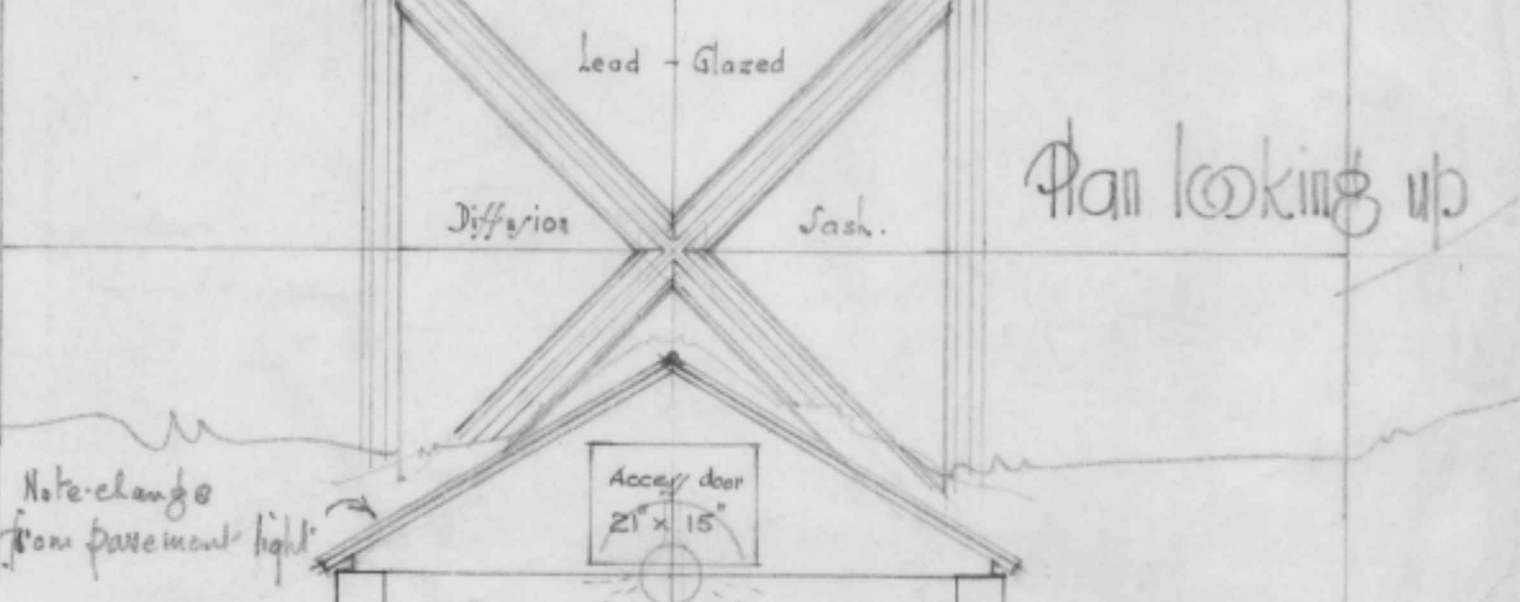 Lead - Glazed
Diffusion Sash.
Plan looking up
Access door
21" x 15"
Note-change
from pavement light